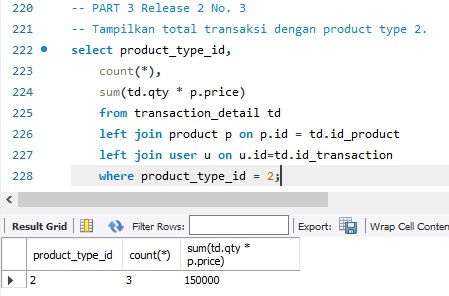 220 -- PART 3 Release 2 No. 3
221 -- Tampilkan total transaksi dengan product type 2.
222 select product_type_id,
223 count(*),
224 sum(td.qty * p.price)
225 from transaction_detail td
226 left join product p on p.id = td.id_product
227 left join user u on u.id=td.id_transaction
228 where product_type_id = 2;
Result Grid Filter Rows: Export: Wrap Cell Conten
product_type_id count(*) sum(td.qty *
p.price)
2 3 150000